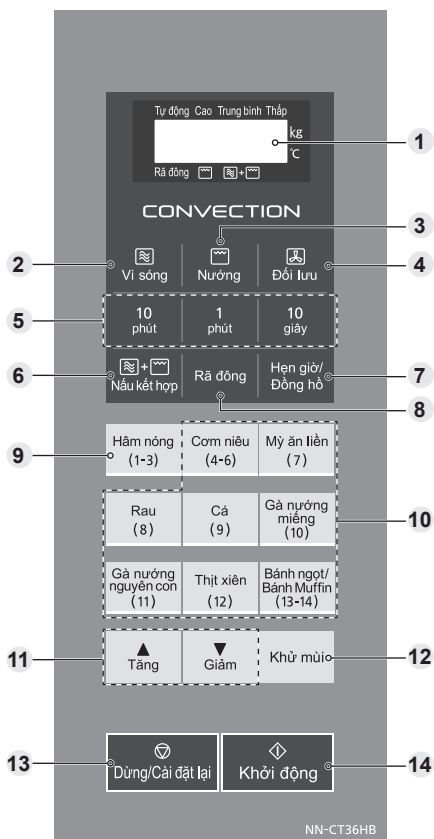 Tự động Cao Trung bình Thấp
kg
℃
Rã đông +
CONVECTION
1
2
3
4
Vi sóng Nướng Đối lưu
5
10 1 10
phút phút giây
6
+
Nấu kết hợp
Rã đông
Hẹn giờ/
Đồng hồ
7
8
9
Hâm nóng
(1-3)
Cơm niêu
(4-6)
Mỳ ăn liền
(7)
Rau
(8)
Cá
(9)
Gà nướng
miếng
(10)
10
Gà nướng
nguyên con
(11)
Thịt xiên
(12)
Bánh ngọt/
Bánh Muffin
(13-14)
11
▲
Tăng
▼
Giảm
Khử mùi
12
13
Dừng/Cài đặt lại
Khởi động
14
NN-CT36HB